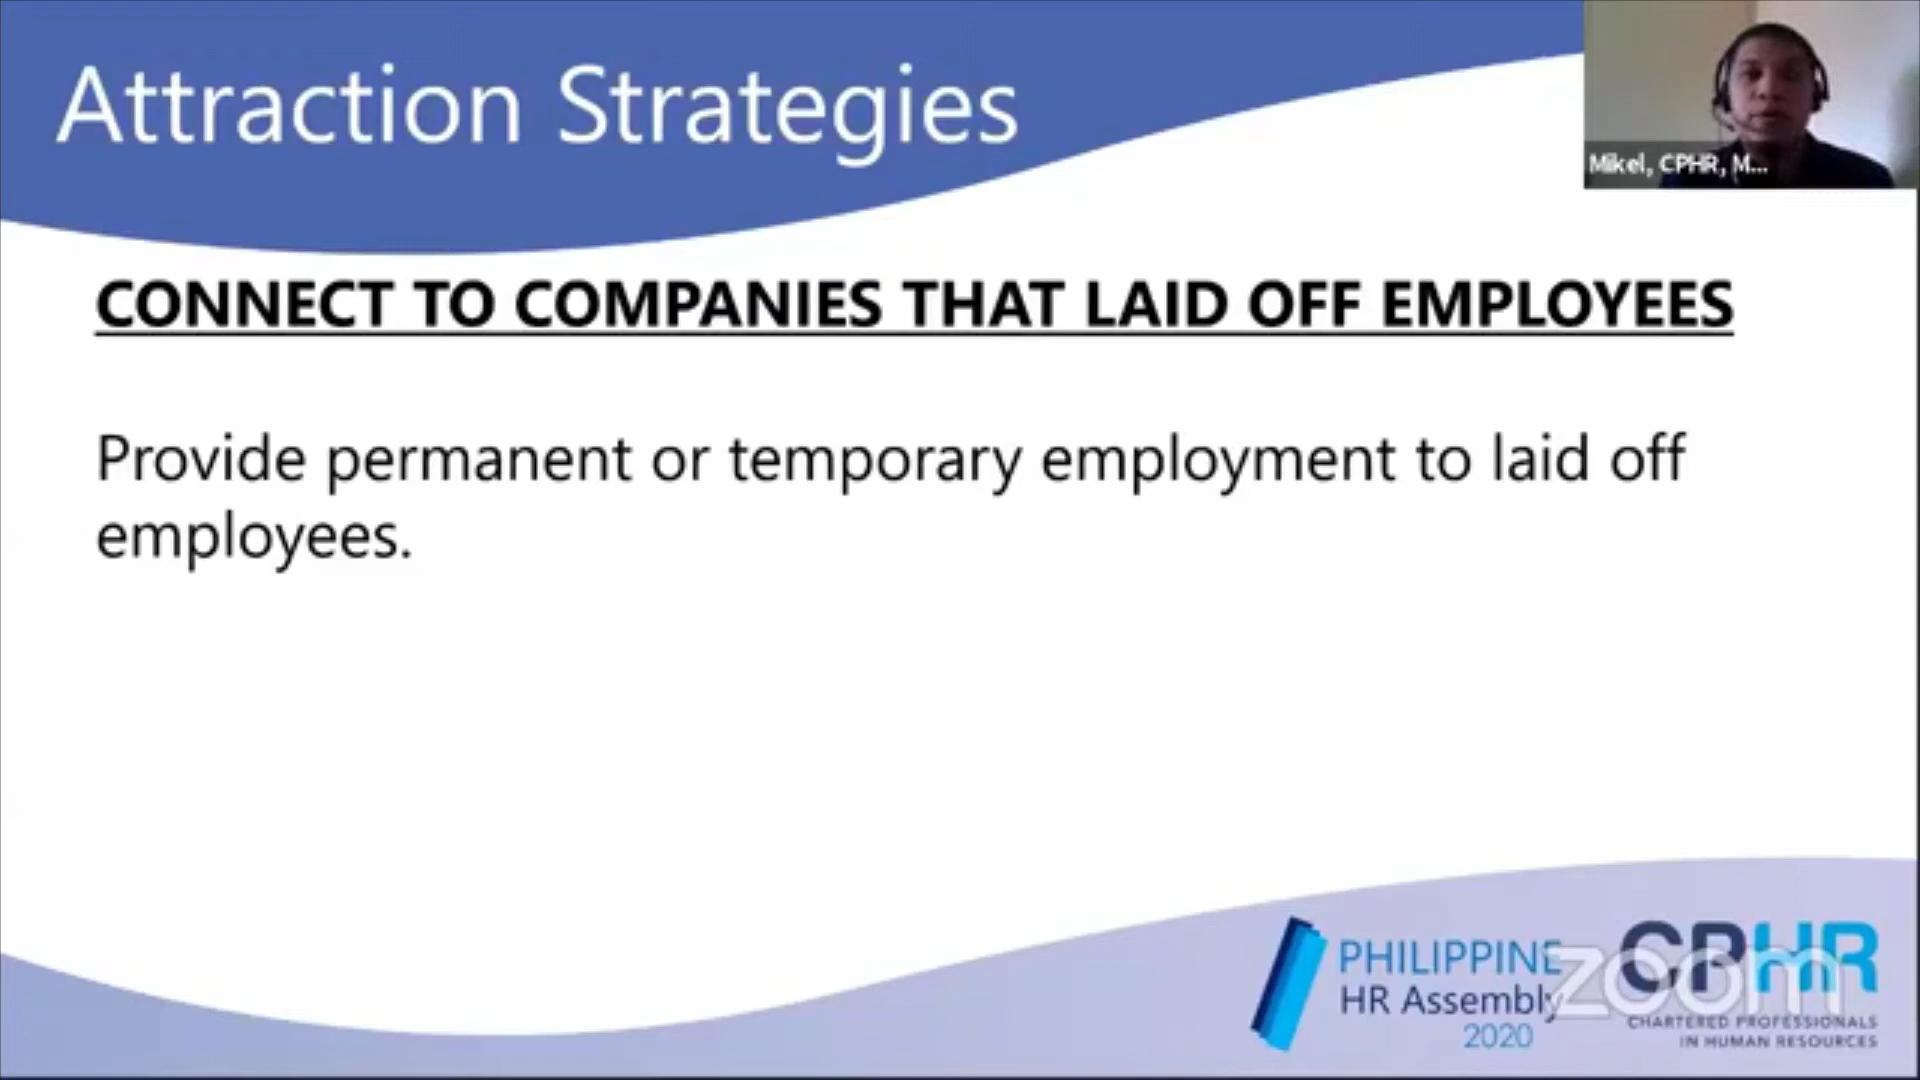 Attraction Strategies
Mikel, CPHR, M...
CONNECT TO COMPANIES THAT LAID OFF EMPLOYEES
Provide permanent or temporary employment to laid off
employees.
PHILIPPINE
HR Assembly
2020
zoom
CPHR
CHARTERED PROFESSIONALS
IN HUMAN RESOURCES